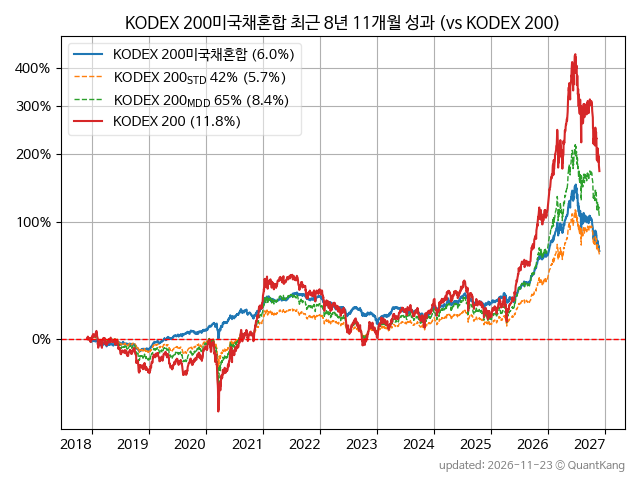 KODEX 200미국채혼합 최근 8년 11개월 성과 (vs KODEX 200)
KODEX 200미국채혼합 (6.0%)
KODEX 200STD 42% (5.7%)
KODEX 200MDD 65% (8.4%)
KODEX 200 (11.8%)
400%
300%
200%
100%
0%
2018 2019 2020 2021 2022 2023 2024 2025 2026 2027
updated: 2026-11-23 © QuantKang